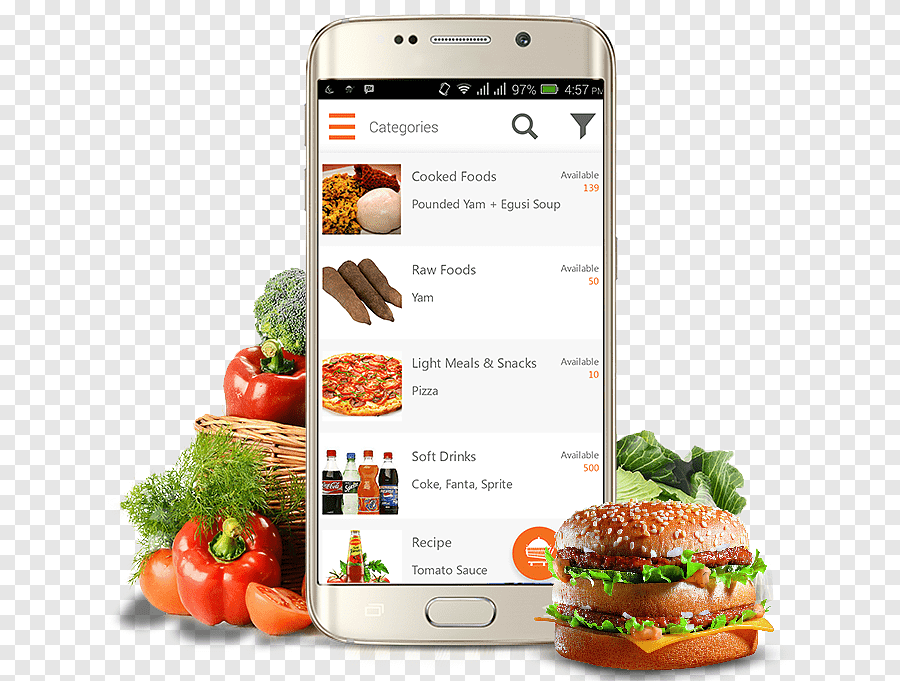 97% 4:57 PM
Categories
Cooked Foods
Available
139
Pounded Yam + Egusi Soup
Raw Foods
Available
50
Yam
Light Meals & Snacks
Available
10
Pizza
Soft Drinks
Available
500
Coke, Fanta, Sprite
Recipe
Tomato Sauce